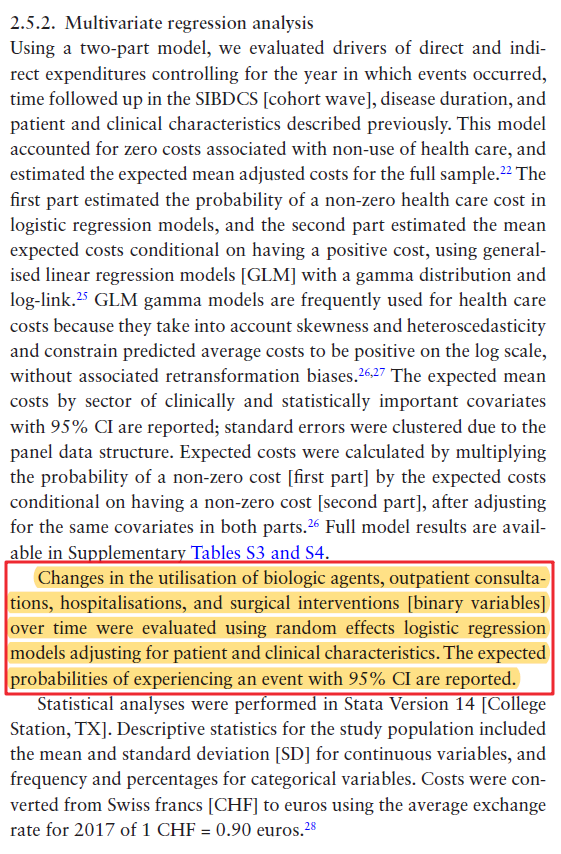 2.5.2. Multivariate regression analysis
Using a two-part model, we evaluated drivers of direct and indi-
rect expenditures controlling for the year in which events occurred,
time followed up in the SIBDCS [cohort wave], disease duration, and
patient and clinical characteristics described previously. This model
accounted for zero costs associated with non-use of health care, and
estimated the expected mean adjusted costs for the full sample.22 The
first part estimated the probability of a non-zero health care cost in
logistic regression models, and the second part estimated the mean
expected costs conditional on having a positive cost, using general-
ised linear regression models [GLM] with a gamma distribution and
log-link.25 GLM gamma models are frequently used for health care
costs because they take into account skewness and heteroscedasticity
and constrain predicted average costs to be positive on the log scale,
without associated retransformation biases.26,27 The expected mean
costs by sector of clinically and statistically important covariates
with 95% CI are reported; standard errors were clustered due to the
panel data structure. Expected costs were calculated by multiplying
the probability of a non-zero cost [first part] by the expected costs
conditional on having a non-zero cost [second part], after adjusting
for the same covariates in both parts.26 Full model results are avail-
able in Supplementary Tables S3 and S4.
Changes in the utilisation of biologic agents, outpatient consulta-
tions, hospitalisations, and surgical interventions [binary variables]
over time were evaluated using random effects logistic regression
models adjusting for patient and clinical characteristics. The expected
probabilities of experiencing an event with 95% CI are reported.
Statistical analyses were performed in Stata Version 14 [College
Station, TX]. Descriptive statistics for the study population included
the mean and standard deviation [SD] for continuous variables, and
frequency and percentages for categorical variables. Costs were con-
verted from Swiss francs [CHF] to euros using the average exchange
rate for 2017 of 1 CHF = 0.90 euros.28